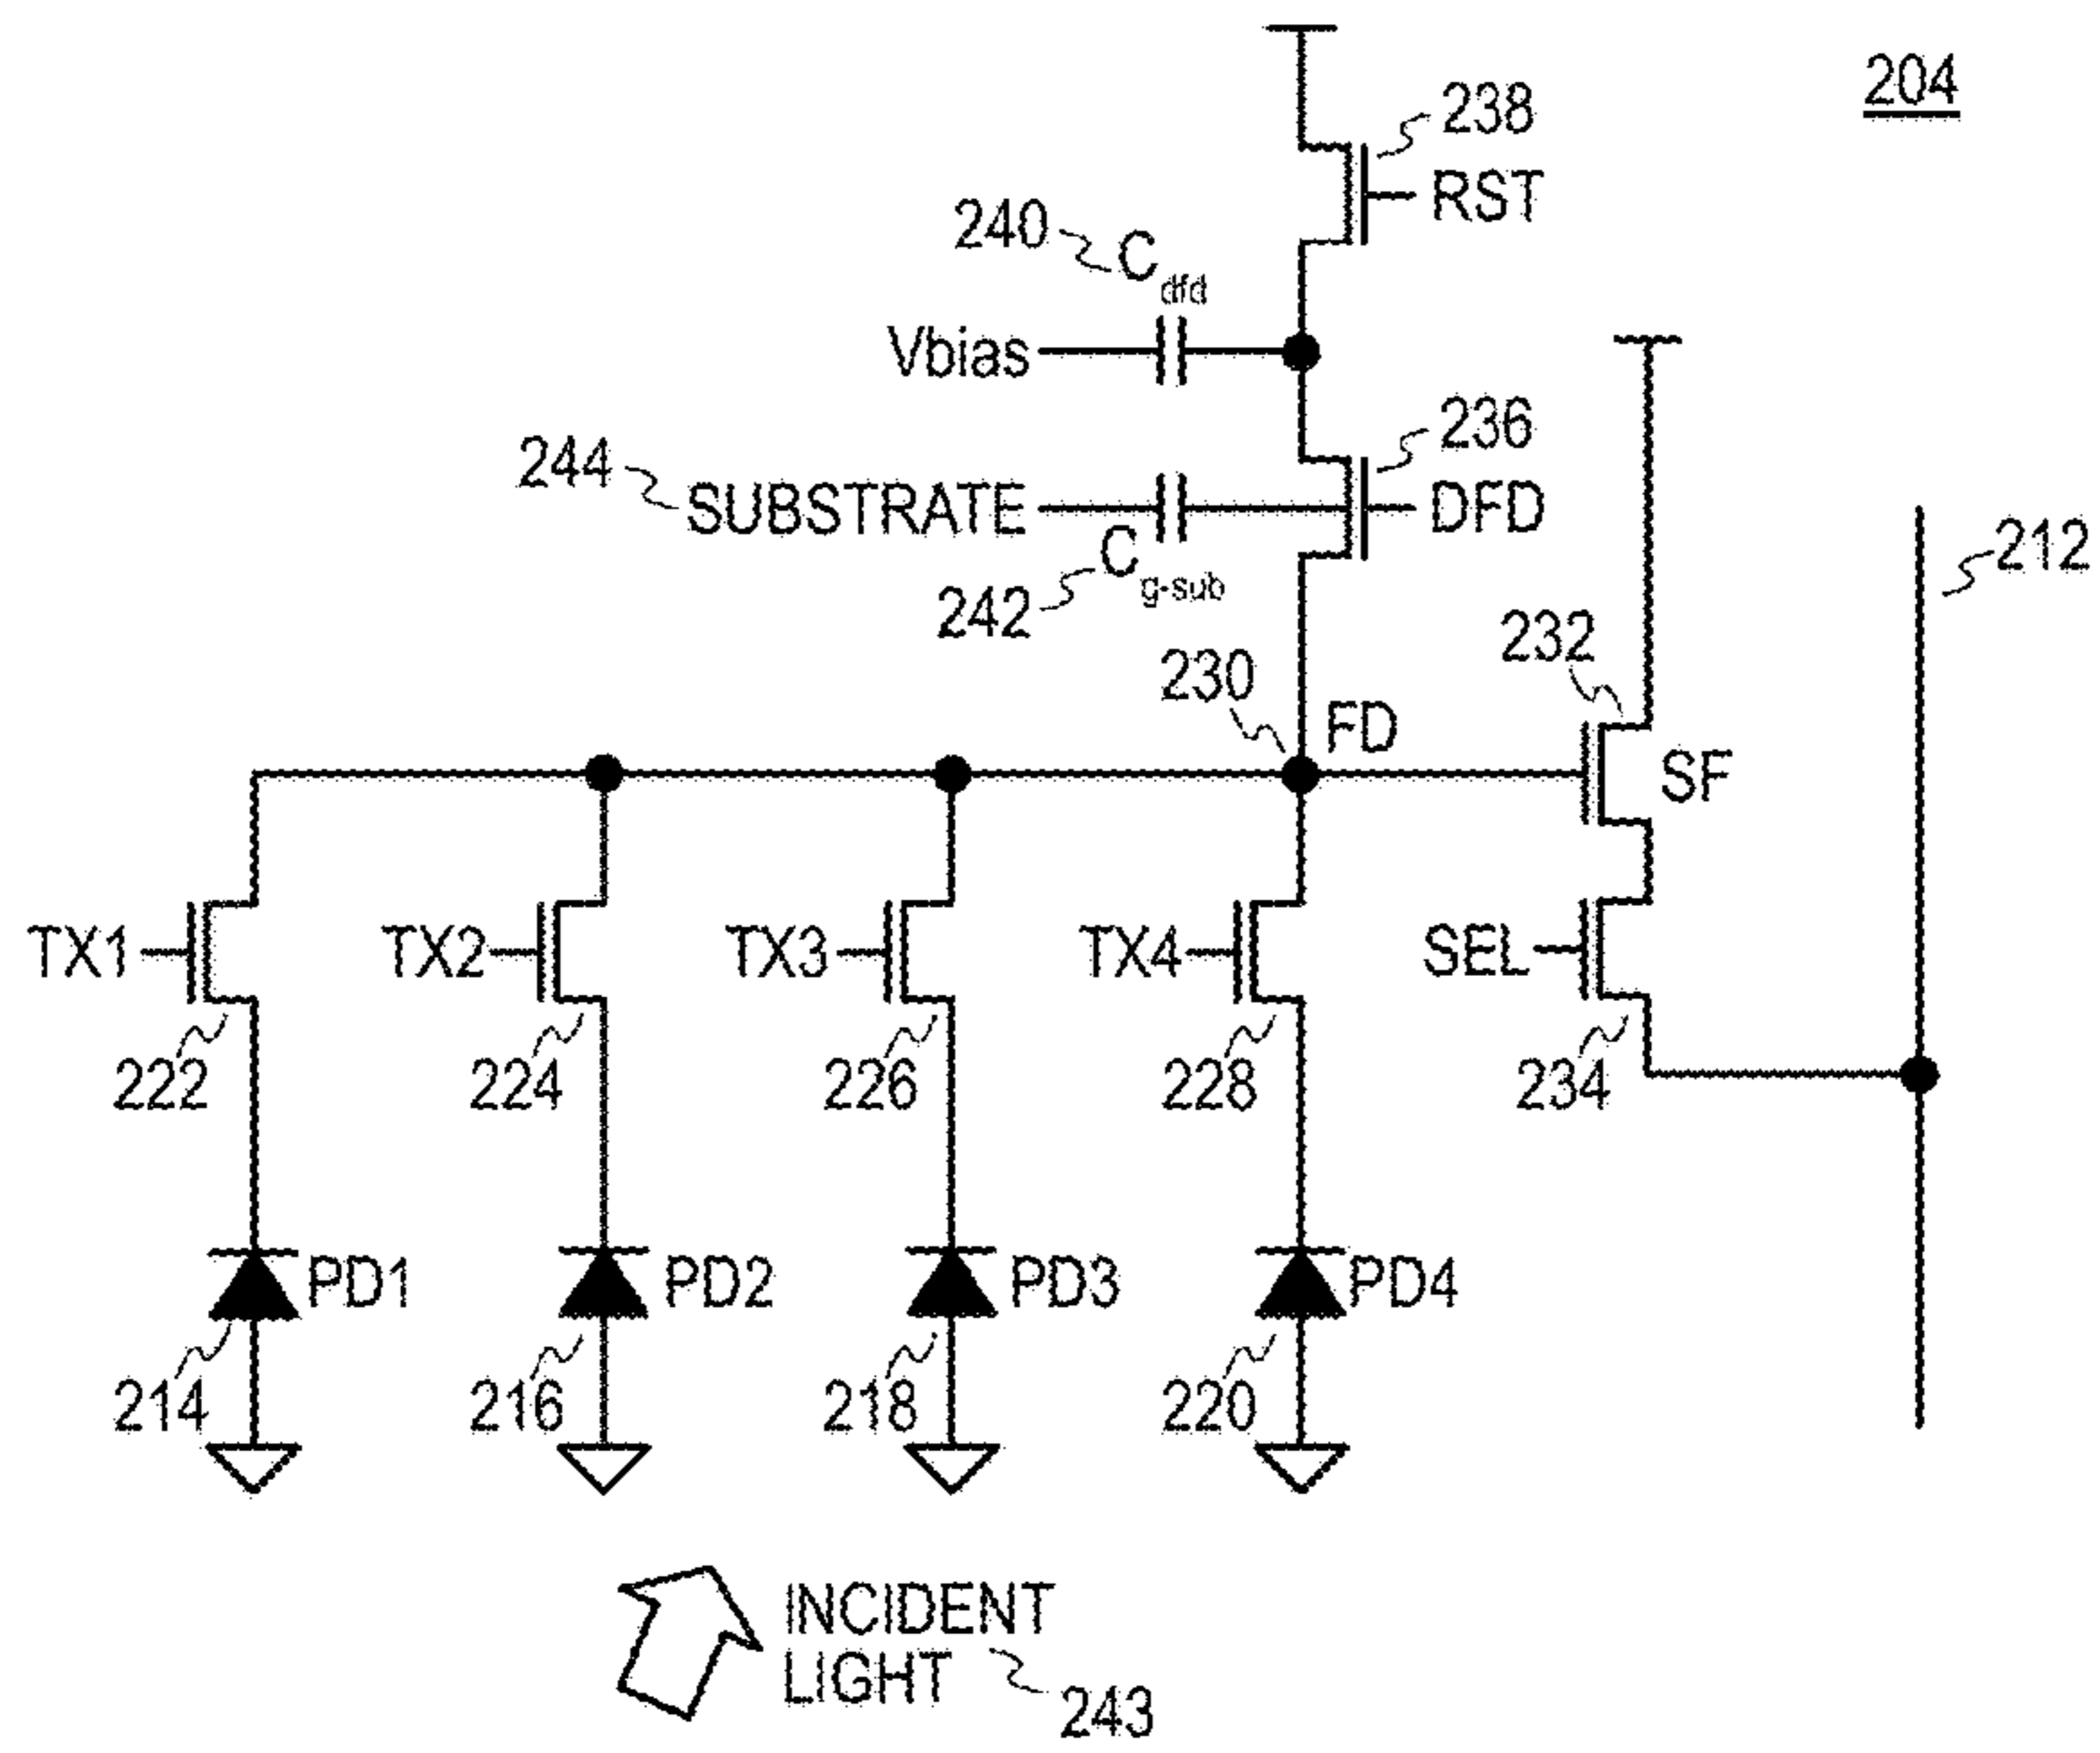 204
238
RST
240
C dfd
Vbias
236
244
SUBSTRATE
DFD
C g-sub
242
212
232
230
FD
SF
TX1
TX2
TX3
TX4
SEL
222
224
226
228
234
PD1
PD2
PD3
PD4
214
216
218
220
INCIDENT
LIGHT
243